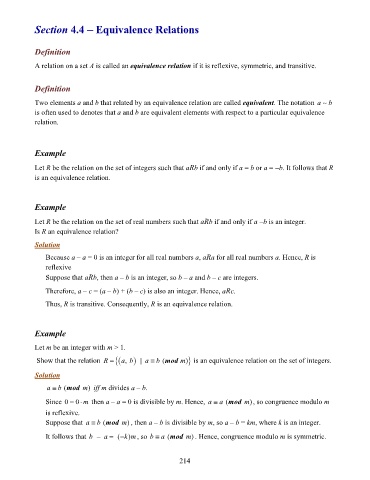 Section 4.4 – Equivalence Relations
Definition
A relation on a set A is called an equivalence relation if it is reflexive, symmetric, and transitive.
Definition
Two elements a and b that related by an equivalence relation are called equivalent. The notation a ~ b
is often used to denotes that a and b are equivalent elements with respect to a particular equivalence
relation.
Example
Let R be the relation on the set of integers such that aRb if and only if a = b or a = –b. It follows that R
is an equivalence relation.
Example
Let R be the relation on the set of real numbers such that aRb if and only if a –b is an integer.
Is R an equivalence relation?
Solution
Because a – a = 0 is an integer for all real numbers a, aRa for all real numbers a. Hence, R is
reflexive
Suppose that aRb, then a – b is an integer, so b – a and b – c are integers.
Therefore, a – c = (a – b) + (b – c) is also an integer. Hence, aRc.
Thus, R is transitive. Consequently, R is an equivalence relation.
Example
Let m be an integer with m > 1.
Show that the relation R = {(a, b) | a ≡ b (mod m)} is an equivalence relation on the set of integers.
Solution
a ≡ b (mod m) iff m divides a – b.
Since 0 = 0 · m then a – a = 0 is divisible by m. Hence, a ≡ a (mod m), so congruence modulo m
is reflexive.
Suppose that a ≡ b (mod m), then a – b is divisible by m, so a – b = km, where k is an integer.
It follows that b – a = (–k)m, so b ≡ a (mod m). Hence, congruence modulo m is symmetric.
214